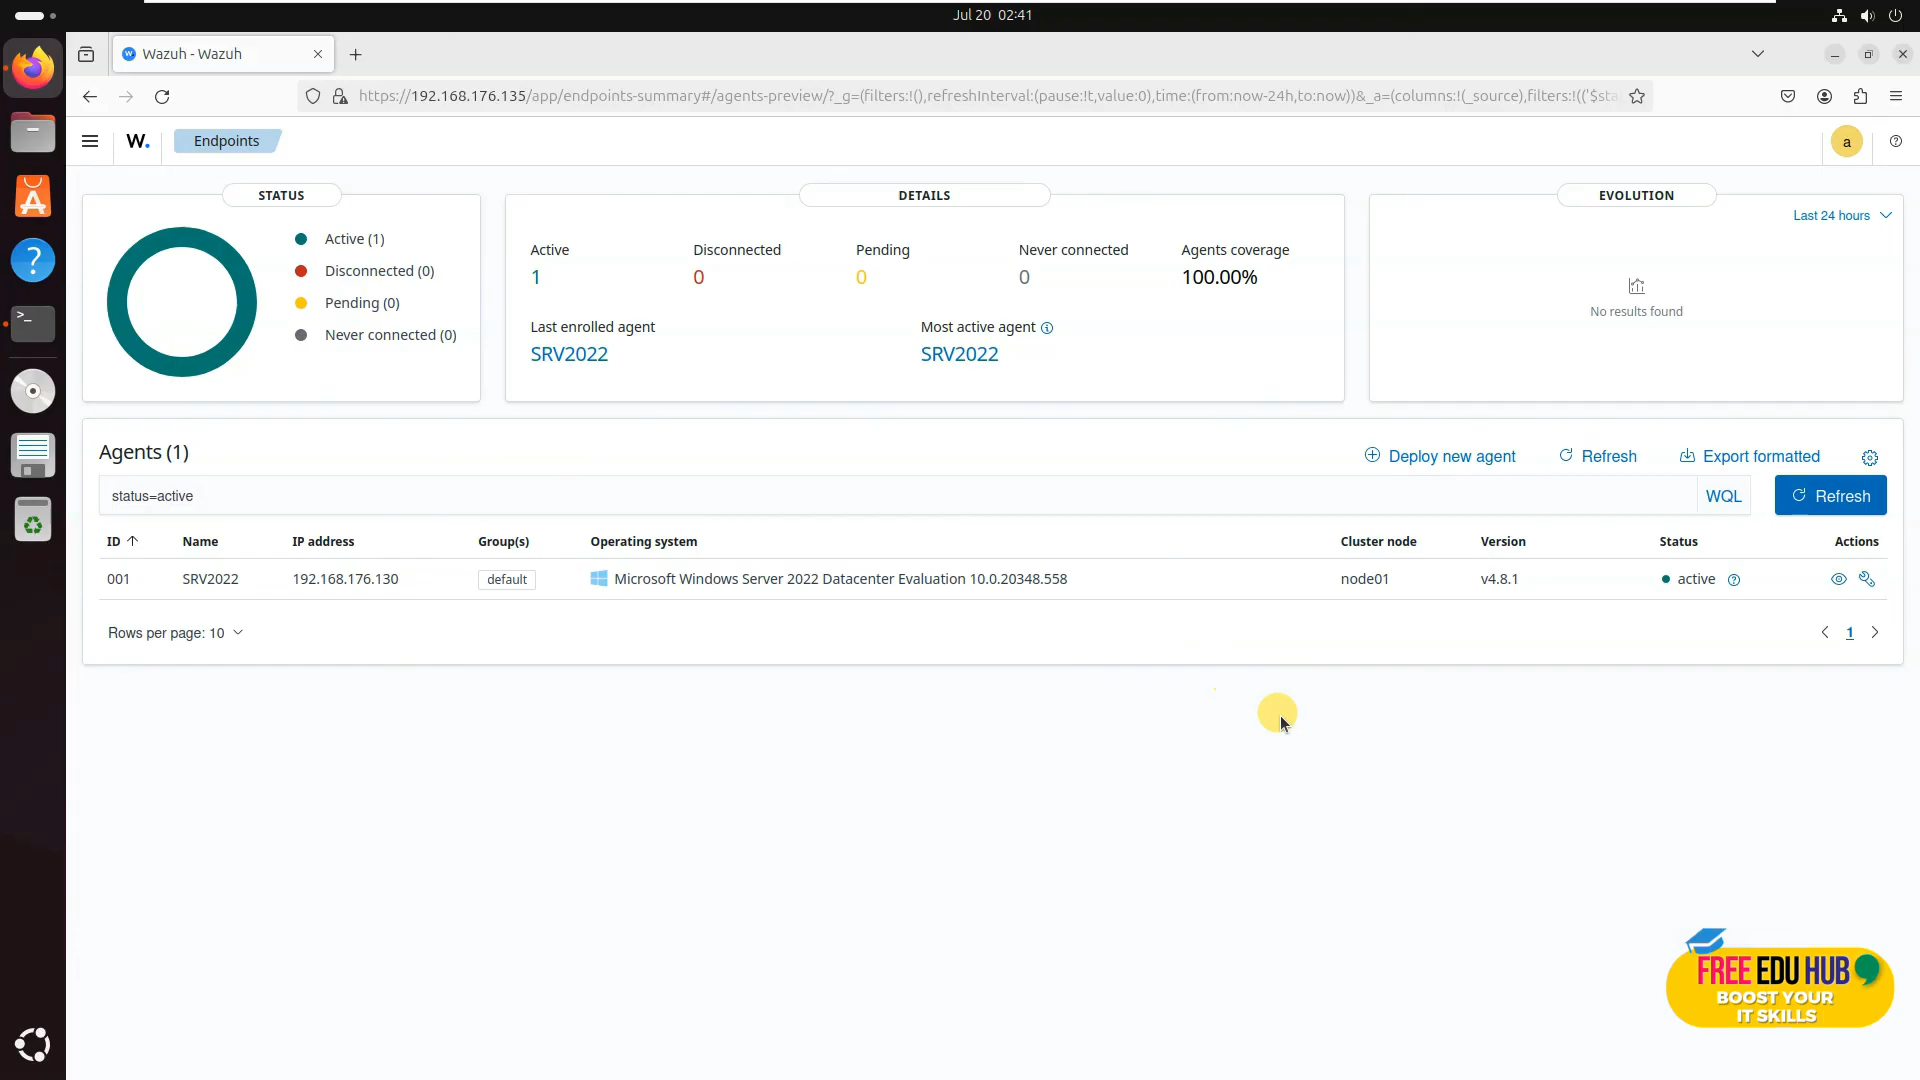 Jul 20 02:41
Wazuh - Wazuh
https://192.168.176.135/app/endpoints-summary#/agents-preview/?_g=(filters:!(),refreshInterval:(pause:!t,value:0),time:(from:now-24h,to:now))&_a=(columns:!(_source),filters:!(('$sta
W.
Endpoints
a
STATUS
Active (1)
Disconnected (0)
Pending (0)
Never connected (0)
DETAILS
Active
Disconnected
Pending
Never connected
Agents coverage
1
0
0
0
100.00%
Last enrolled agent
Most active agent
SRV2022
SRV2022
EVOLUTION
Last 24 hours
No results found
Agents (1)
Deploy new agent
Refresh
Export formatted
status=active
WQL
Refresh
ID
Name
IP address
Group(s)
Operating system
Cluster node
Version
Status
Actions
001
SRV2022
192.168.176.130
default
Microsoft Windows Server 2022 Datacenter Evaluation 10.0.20348.558
node01
v4.8.1
active
Rows per page: 10
1
FREE EDU HUB
BOOST YOUR
IT SKILLS